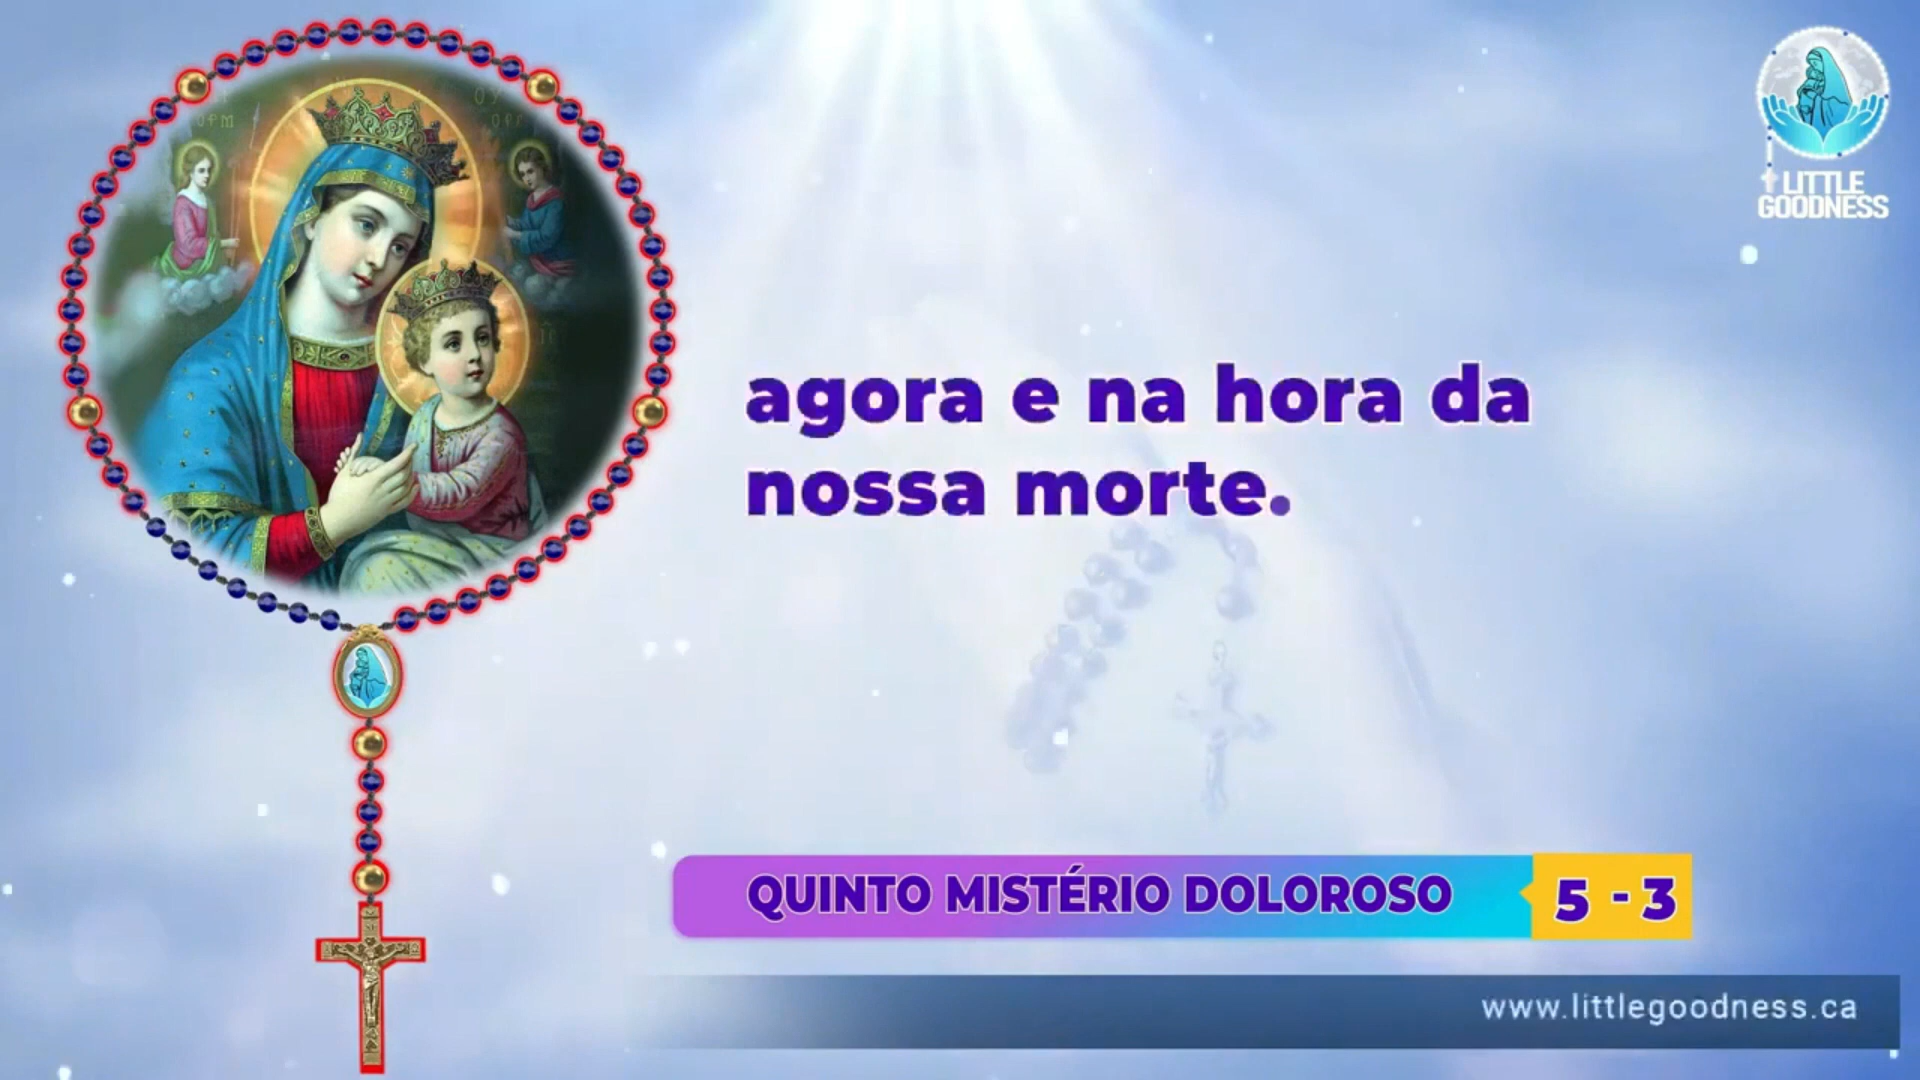 LITTLE
GOODNESS
agora e na hora da
nossa morte.
QUINTO MISTÉRIO DOLOROSO
5 - 3
www.littlegoodness.ca